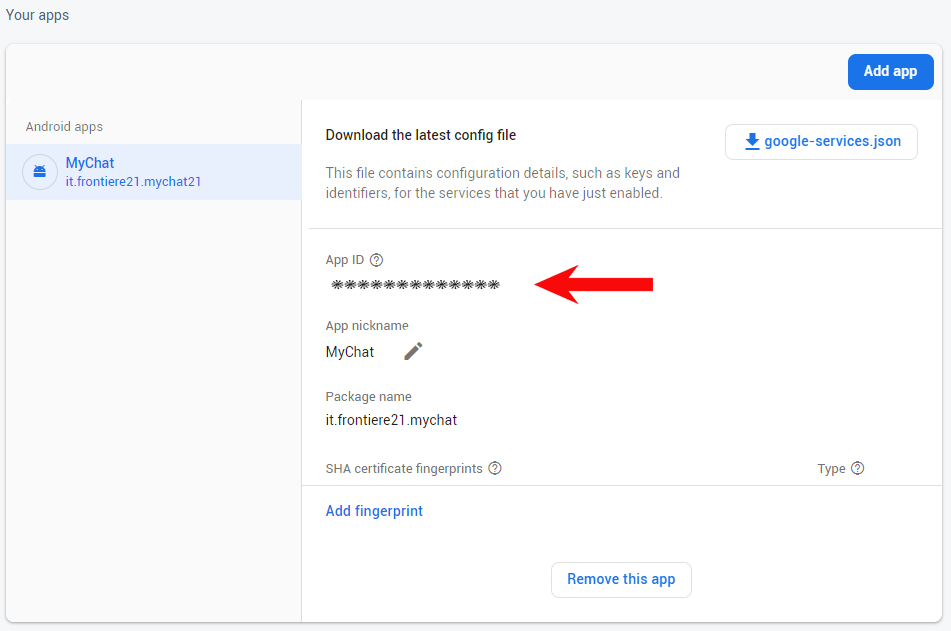 Your apps
Add app
Android apps
MyChat
it.frontiere21.mychat21
Download the latest config file
google-services.json
This file contains configuration details, such as keys and
identifiers, for the services that you have just enabled.
App ID
*************
App nickname
MyChat
Package name
it.frontiere21.mychat
SHA certificate fingerprints
Type
Add fingerprint
Remove this app